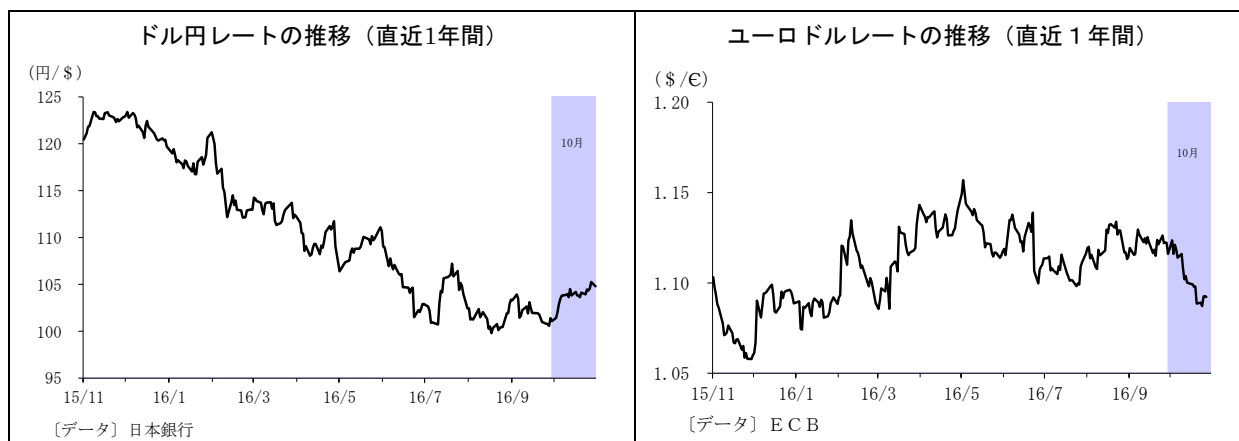 ドル円レートの推移（直近1年間）
(円/＄)
125
120
115
110
105
100
95
10月
15/11 16/1 16/3 16/5 16/7 16/9
〔データ〕日本銀行
ユーロドルレートの推移（直近１年間）
(＄/€)
1.20
1.15
1.10
1.05
10月
15/11 16/1 16/3 16/5 16/7 16/9
〔データ〕ＥＣＢ